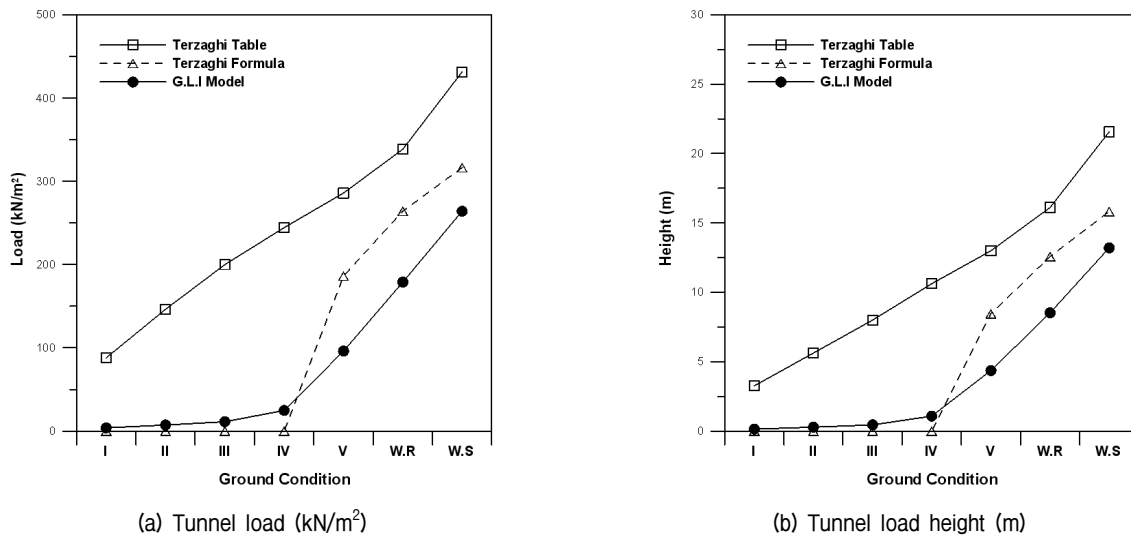 500
400
300
200
100
0
Load (kN/m²)
Terzaghi Table
Terzaghi Formula
G.L.I Model
I II III IV V W.R W.S
Ground Condition
(a) Tunnel load (kN/m²)
30
25
20
15
10
5
0
Height (m)
Terzaghi Table
Terzaghi Formula
G.L.I Model
I II III IV V W.R W.S
Ground Condition
(b) Tunnel load height (m)